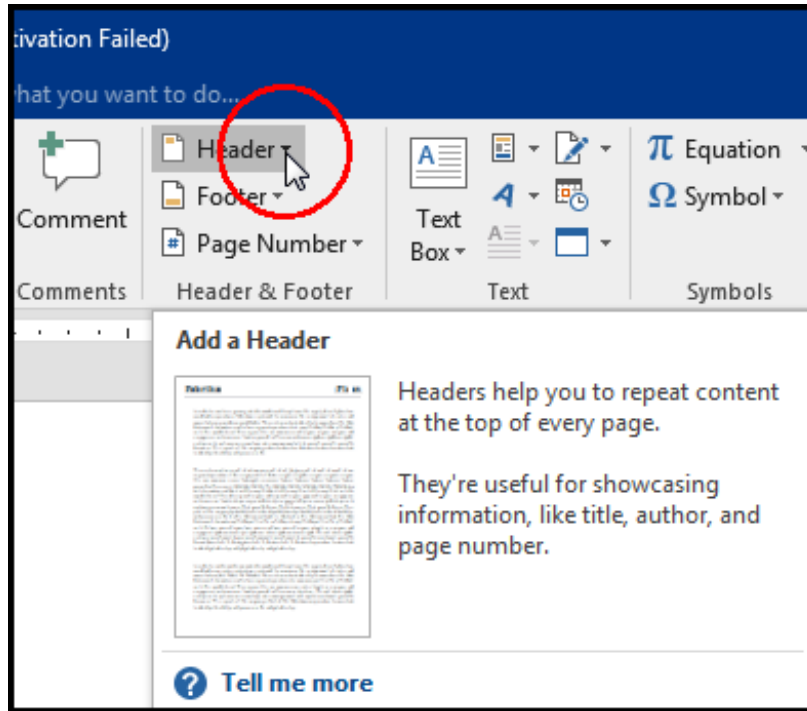 tivation Failed)
hat you want to do...
Header
Footer
Page Number
Comment
Text
Box
Equation
Symbol
Comments
Header & Footer
Text
Symbols
Add a Header
Headers help you to repeat content
at the top of every page.
They're useful for showcasing
information, like title, author, and
page number.
Tell me more